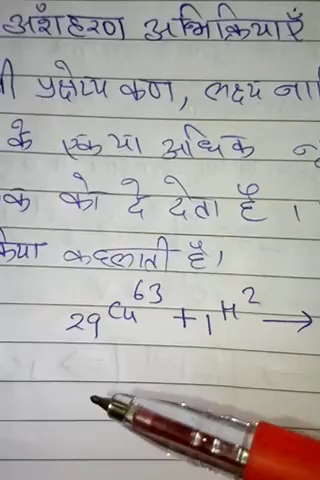 अंशहरण अभिक्रियाएँ
प्रक्षेप्य कण, लक्ष्य
के एक या अधिक
को दे देता है।
कहलाती है।
₂₉Cu⁶³ + ₁H² →